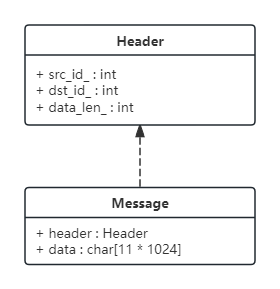 Header
+ src_id_ : int
+ dst_id_ : int
+ data_len_ : int
Message
+ header : Header
+ data : char[11 * 1024]